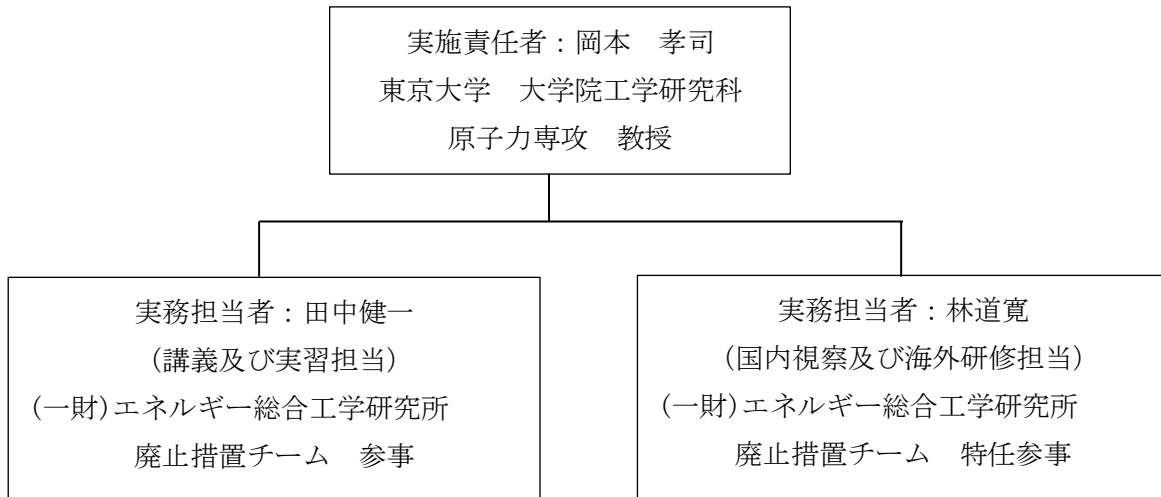 実施責任者：岡本　孝司
東京大学　大学院工学研究科
原子力専攻　教授
実務担当者：田中健一
(講義及び実習担当)
(一財)エネルギー総合工学研究所
廃止措置チーム　参事
実務担当者：林道寛
(国内視察及び海外研修担当)
(一財)エネルギー総合工学研究所
廃止措置チーム　特任参事